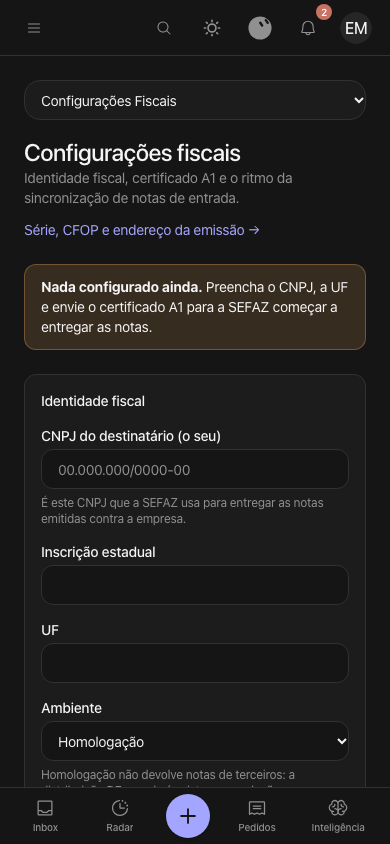 2
EM
Configurações Fiscais
Configurações fiscais
Identidade fiscal, certificado A1 e o ritmo da
sincronização de notas de entrada.
Série, CFOP e endereço da emissão →
Nada configurado ainda. Preencha o CNPJ, a UF
e envie o certificado A1 para a SEFAZ começar a
entregar as notas.
Identidade fiscal
CNPJ do destinatário (o seu)
00.000.000/0000-00
É este CNPJ que a SEFAZ usa para entregar as notas
emitidas contra a empresa.
Inscrição estadual
UF
Ambiente
Homologação
Homologação não devolve notas de terceiros: a
Inbox
Radar
Pedidos
Inteligência